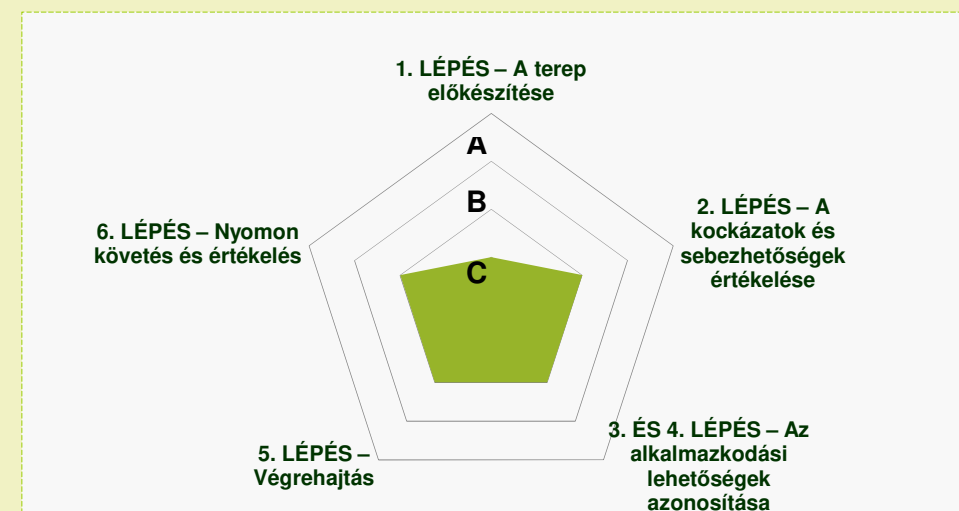 1. LÉPÉS – A terep
előkészítése
A
B
C
2. LÉPÉS – A
kockázatok és
sebezhetőségek
értékelése
6. LÉPÉS – Nyomon
követés és értékelés
3. ÉS 4. LÉPÉS – Az
alkalmazkodási
lehetőségek
azonosítása
5. LÉPÉS –
Végrehajtás